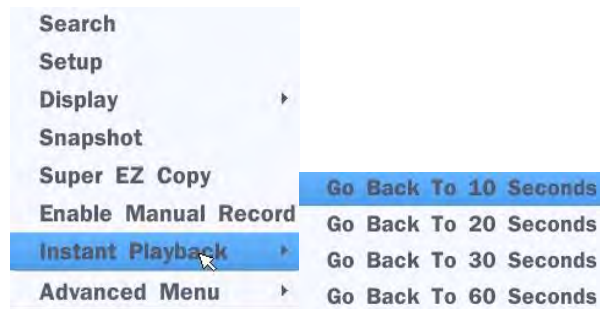 Search
Setup
Display
Snapshot
Super EZ Copy
Enable Manual Record
Instant Playback
Advanced Menu
Go Back To 10 Seconds
Go Back To 20 Seconds
Go Back To 30 Seconds
Go Back To 60 Seconds